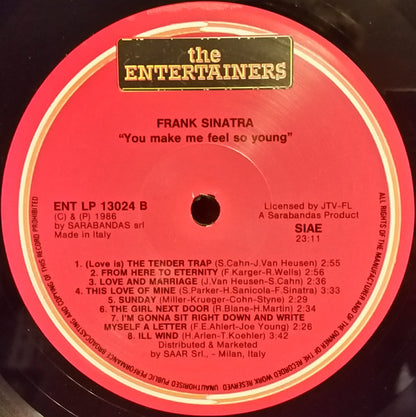 the
ENTERTAINERS
FRANK SINATRA
"You make me feel so young"
ENT LP 13024 B
(C) & (P) 1986
by SARABANDAS srl
Made in Italy
Licensed by JTV-FL
A Sarabandas Product
SIAE
23:11
1. (Love is) THE TENDER TRAP (S.Cahn-J.Van Heusen) 2:55
2. FROM HERE TO ETERNITY (F.Karger-R.Wells) 2:58
3. LOVE AND MARRIAGE (J.Van Heusen-S.Cahn) 2:36
4. THIS LOVE OF MINE (S.Parker-H.Sanicola-F.Sinatra) 3:33
5. SUNDAY (Miller-Krueger-Cohn-Styne) 2:24
6. THE GIRL NEXT DOOR (R.Blane-H.Martin) 2:31
7. I'M GONNA SIT RIGHT DOWN AND WRITE
MYSELF A LETTER (F.E.Ahlert-Joe Young) 2:30
8. ILL WIND (H.Arlen-T.Koehler) 3:42
Distributed & Marketed
by SAAR Srl., - Milan, Italy
ALL RIGHTS OF THE MANUFACTURER AND OF THE OWNER OF THE RECORDED WORK RESERVED UNAUTHORISED PUBLIC PERFORMANCE BROADCASTING AND COPYING OF THIS RECORD PROHIBITED